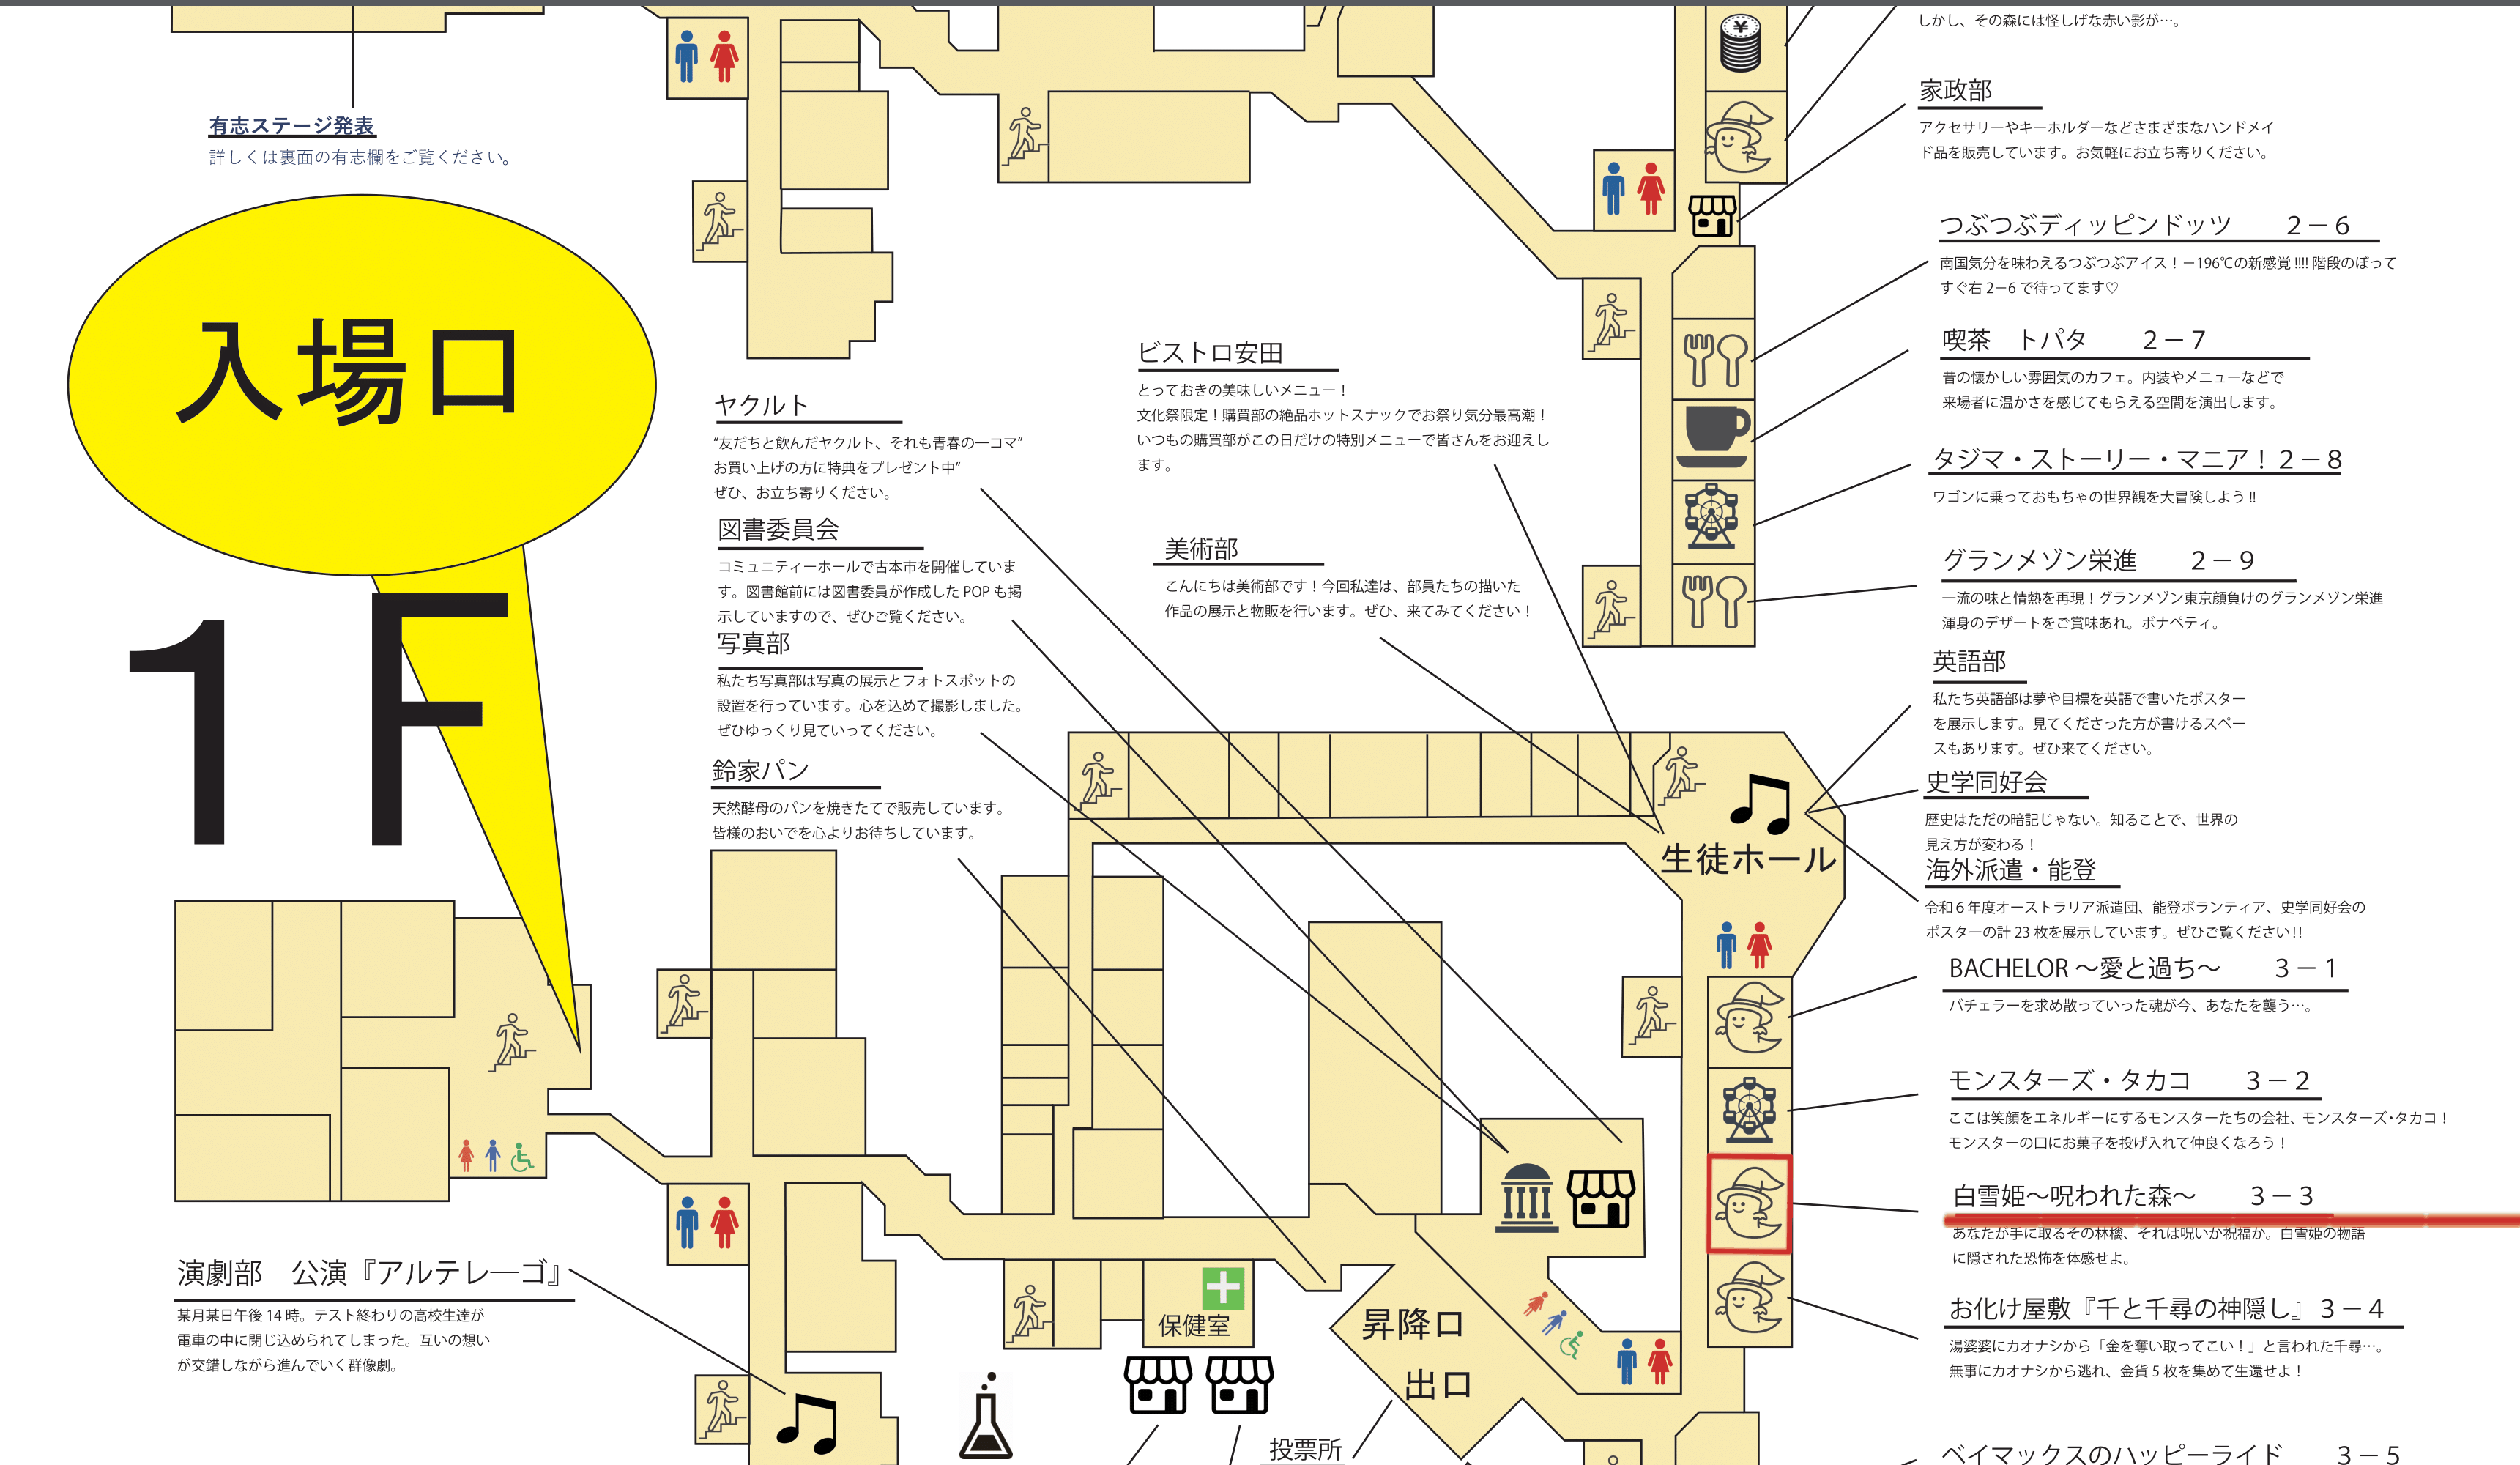 しかし、その森には怪しげな赤い影が…。
家政部
アクセサリーやキーホルダーなどさまざまなハンドメイ
ド品を販売しています。お気軽にお立ち寄りください。
有志ステージ発表
詳しくは裏面の有志欄をご覧ください。
入場口
1F
つぶつぶディッピンドッツ 2－6
南国気分を味わえるつぶつぶアイス！－196℃の新感覚!!!! 階段のぼって
すぐ右2－6で待ってます♡
喫茶 トパタ 2－7
昔の懐かしい雰囲気のカフェ。内装やメニューなどで
来場者に温かさを感じてもらえる空間を演出します。
タジマ・ストーリー・マニア！2－8
ワゴンに乗っておもちゃの世界観を大冒険しよう!!
グランメゾン栄進 2－9
一流の味と情熱を再現！グランメゾン東京顔負けのグランメゾン栄進
渾身のデザートをご賞味あれ。ボナペティ。
ビストロ安田
とっておきの美味しいメニュー！
文化祭限定！購買部の絶品ホットスナックでお祭り気分最高潮！
いつもの購買部がこの日だけの特別メニューで皆さんをお迎えし
ます。
美術部
こんにちは美術部です！今回私達は、部員たちの描いた
作品の展示と物販を行います。ぜひ、来てみてください！
ヤクルト
“友だちと飲んだヤクルト、それも青春の一コマ”
お買い上げの方に特典をプレゼント中”
ぜひ、お立ち寄りください。
図書委員会
コミュニティーホールで古本市を開催していま
す。図書館前には図書委員が作成したPOPも掲
示していますので、ぜひご覧ください。
写真部
私たち写真部は写真の展示とフォトスポットの
設置を行っています。心を込めて撮影しました。
ぜひゆっくり見ていってください。
鈴家パン
天然酵母のパンを焼きたてで販売しています。
皆様のおいでを心よりお待ちしています。
英語部
私たち英語部は夢や目標を英語で書いたポスター
を展示します。見てくださった方が書けるスペー
スもあります。ぜひ来てください。
史学同好会
歴史はただの暗記じゃない。知ることで、世界の
見え方が変わる！
海外派遣・能登
令和６年度オーストラリア派遣団、能登ボランティア、史学同好会の
ポスターの計23枚を展示しています。ぜひご覧ください!!
生徒ホール
BACHELOR～愛と過ち～ 3－1
バチェラーを求め散っていった魂が今、あなたを襲う…。
モンスターズ・タカコ 3－2
ここは笑顔をエネルギーにするモンスターたちの会社、モンスターズ・タカコ！
モンスターの口にお菓子を投げ入れて仲良くなろう！
白雪姫～呪われた森～ 3－3
あなたが手に取るその林檎、それは呪いか祝福か。白雪姫の物語
に隠された恐怖を体感せよ。
お化け屋敷『千と千尋の神隠し』3－4
湯婆婆にカオナシから「金を奪い取ってこい！」と言われた千尋…。
無事にカオナシから逃れ、金貨5枚を集めて生還せよ！
ベイマックスのハッピーライド 3－5
演劇部 公演『アルテレーゴ』
某月某日午後14時。テスト終わりの高校生達が
電車の中に閉じ込められてしまった。互いの想い
が交錯しながら進んでいく群像劇。
保健室
昇降口
出口
投票所
¥